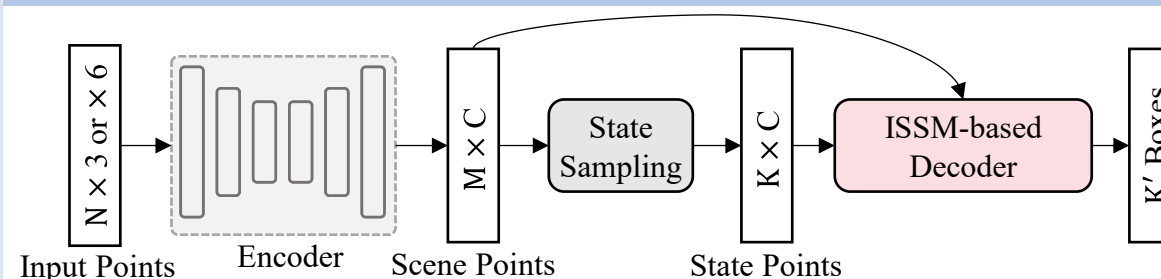 N × 3 or × 6
M × C
State
Sampling
K × C
ISSM-based
Decoder
K′ Boxes
Input Points
Encoder
Scene Points
State Points